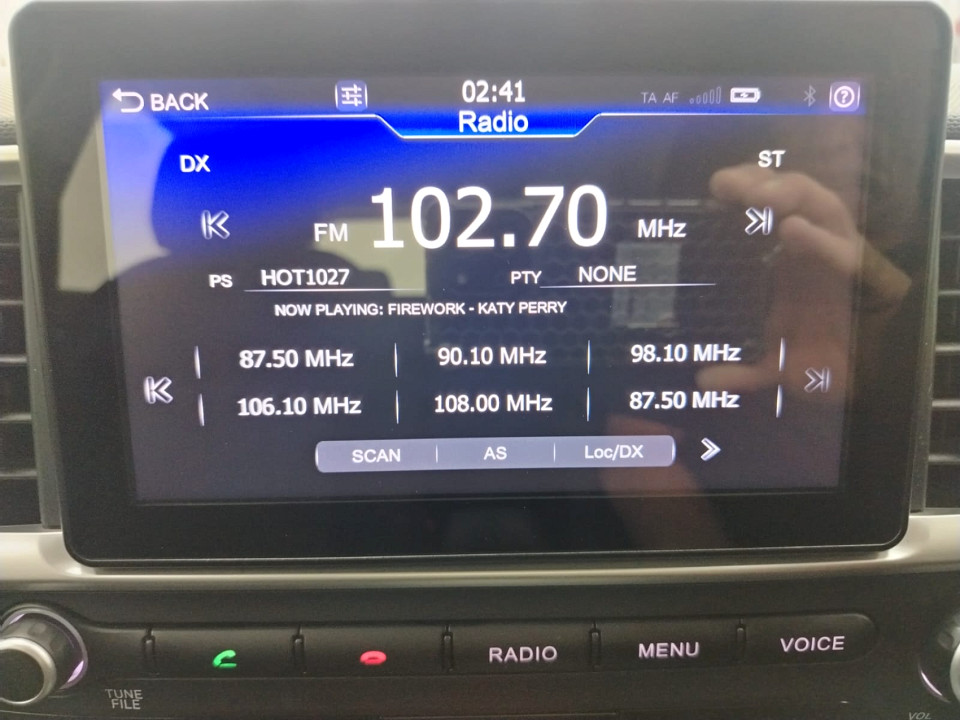 BACK 02:41 TA AF
Radio
DX ST
FM 102.70 MHz
PS HOT1027 PTY NONE
NOW PLAYING: FIREWORK - KATY PERRY
87.50 MHz 90.10 MHz 98.10 MHz
106.10 MHz 108.00 MHz 87.50 MHz
SCAN AS Loc/DX
RADIO MENU VOICE
TUNE
FILE
VOL